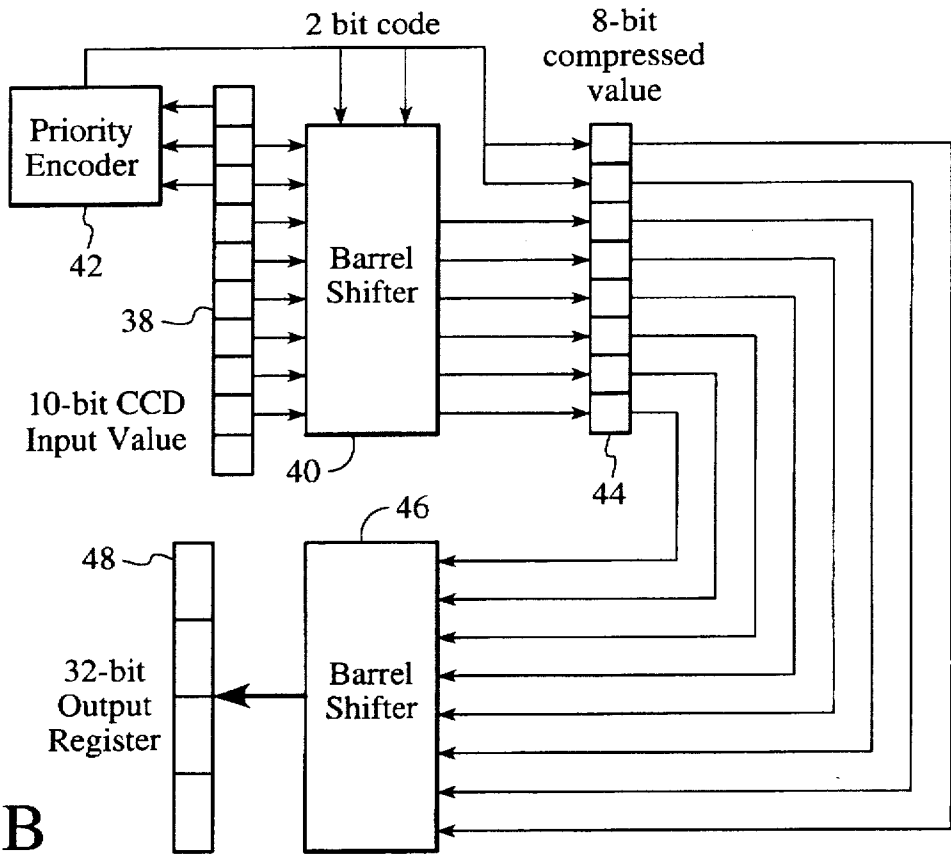 2 bit code
8-bit
compressed
value
Priority
Encoder
42
38
Barrel
Shifter
10-bit CCD
Input Value
40
44
46
48
32-bit
Output
Register
Barrel
Shifter
B